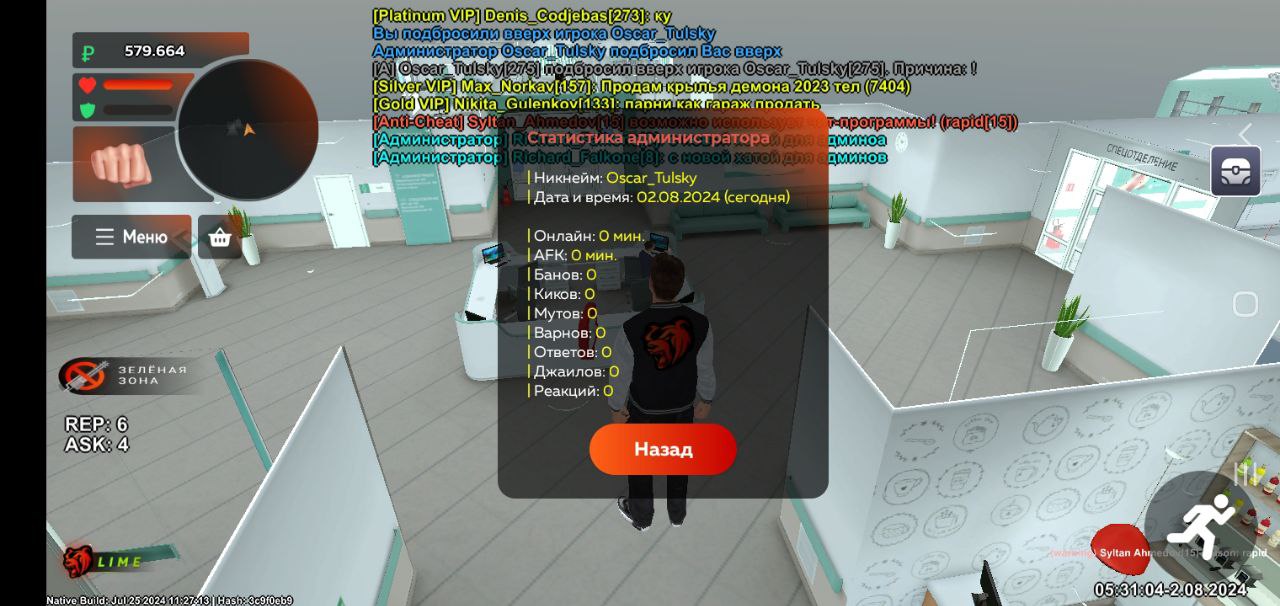 [Platinum VIP] Denis_Codjebas[273]: ку
Вы подбросили вверх игрока Oscar_Tulsky
Администратор Oscar_Tulsky подбросил Вас вверх
[A] Oscar_Tulsky[275] подбросил вверх игрока Oscar_Tulsky[275]. Причина: !
[Silver VIP] Max_Norkav[157]: Продам крылья демона 2023 тел (7404)
[Gold VIP] Nikita_Gulenkov[133]: парни как гараж продать
[Anti-Cheat] Syltan_Ahmedov[15] возможно использует чит-программы! (rapid[15])
[Администратор] для админоа
[Администратор] Richard_Falkone[8]: с новой хатой для админов
579.664
Меню
ЗЕЛЁНАЯ
ЗОНА
REP: 6
ASK: 4
LIME
Native Build: Jul 25 2024 11:27:13 | Hash: 3c9f0eb9
Статистика администратора
Никнейм: Oscar_Tulsky
Дата и время: 02.08.2024 (сегодня)
Онлайн: 0 мин.
AFK: 0 мин.
Банов: 0
Киков: 0
Мутов: 0
Варнов: 0
Ответов: 0
Джаилов: 0
Реакций: 0
Назад
СПЕЦОТДЕЛЕНИЕ
(warning) Syltan Ahmedov[15] rapid
05:31:04-2.08.2024